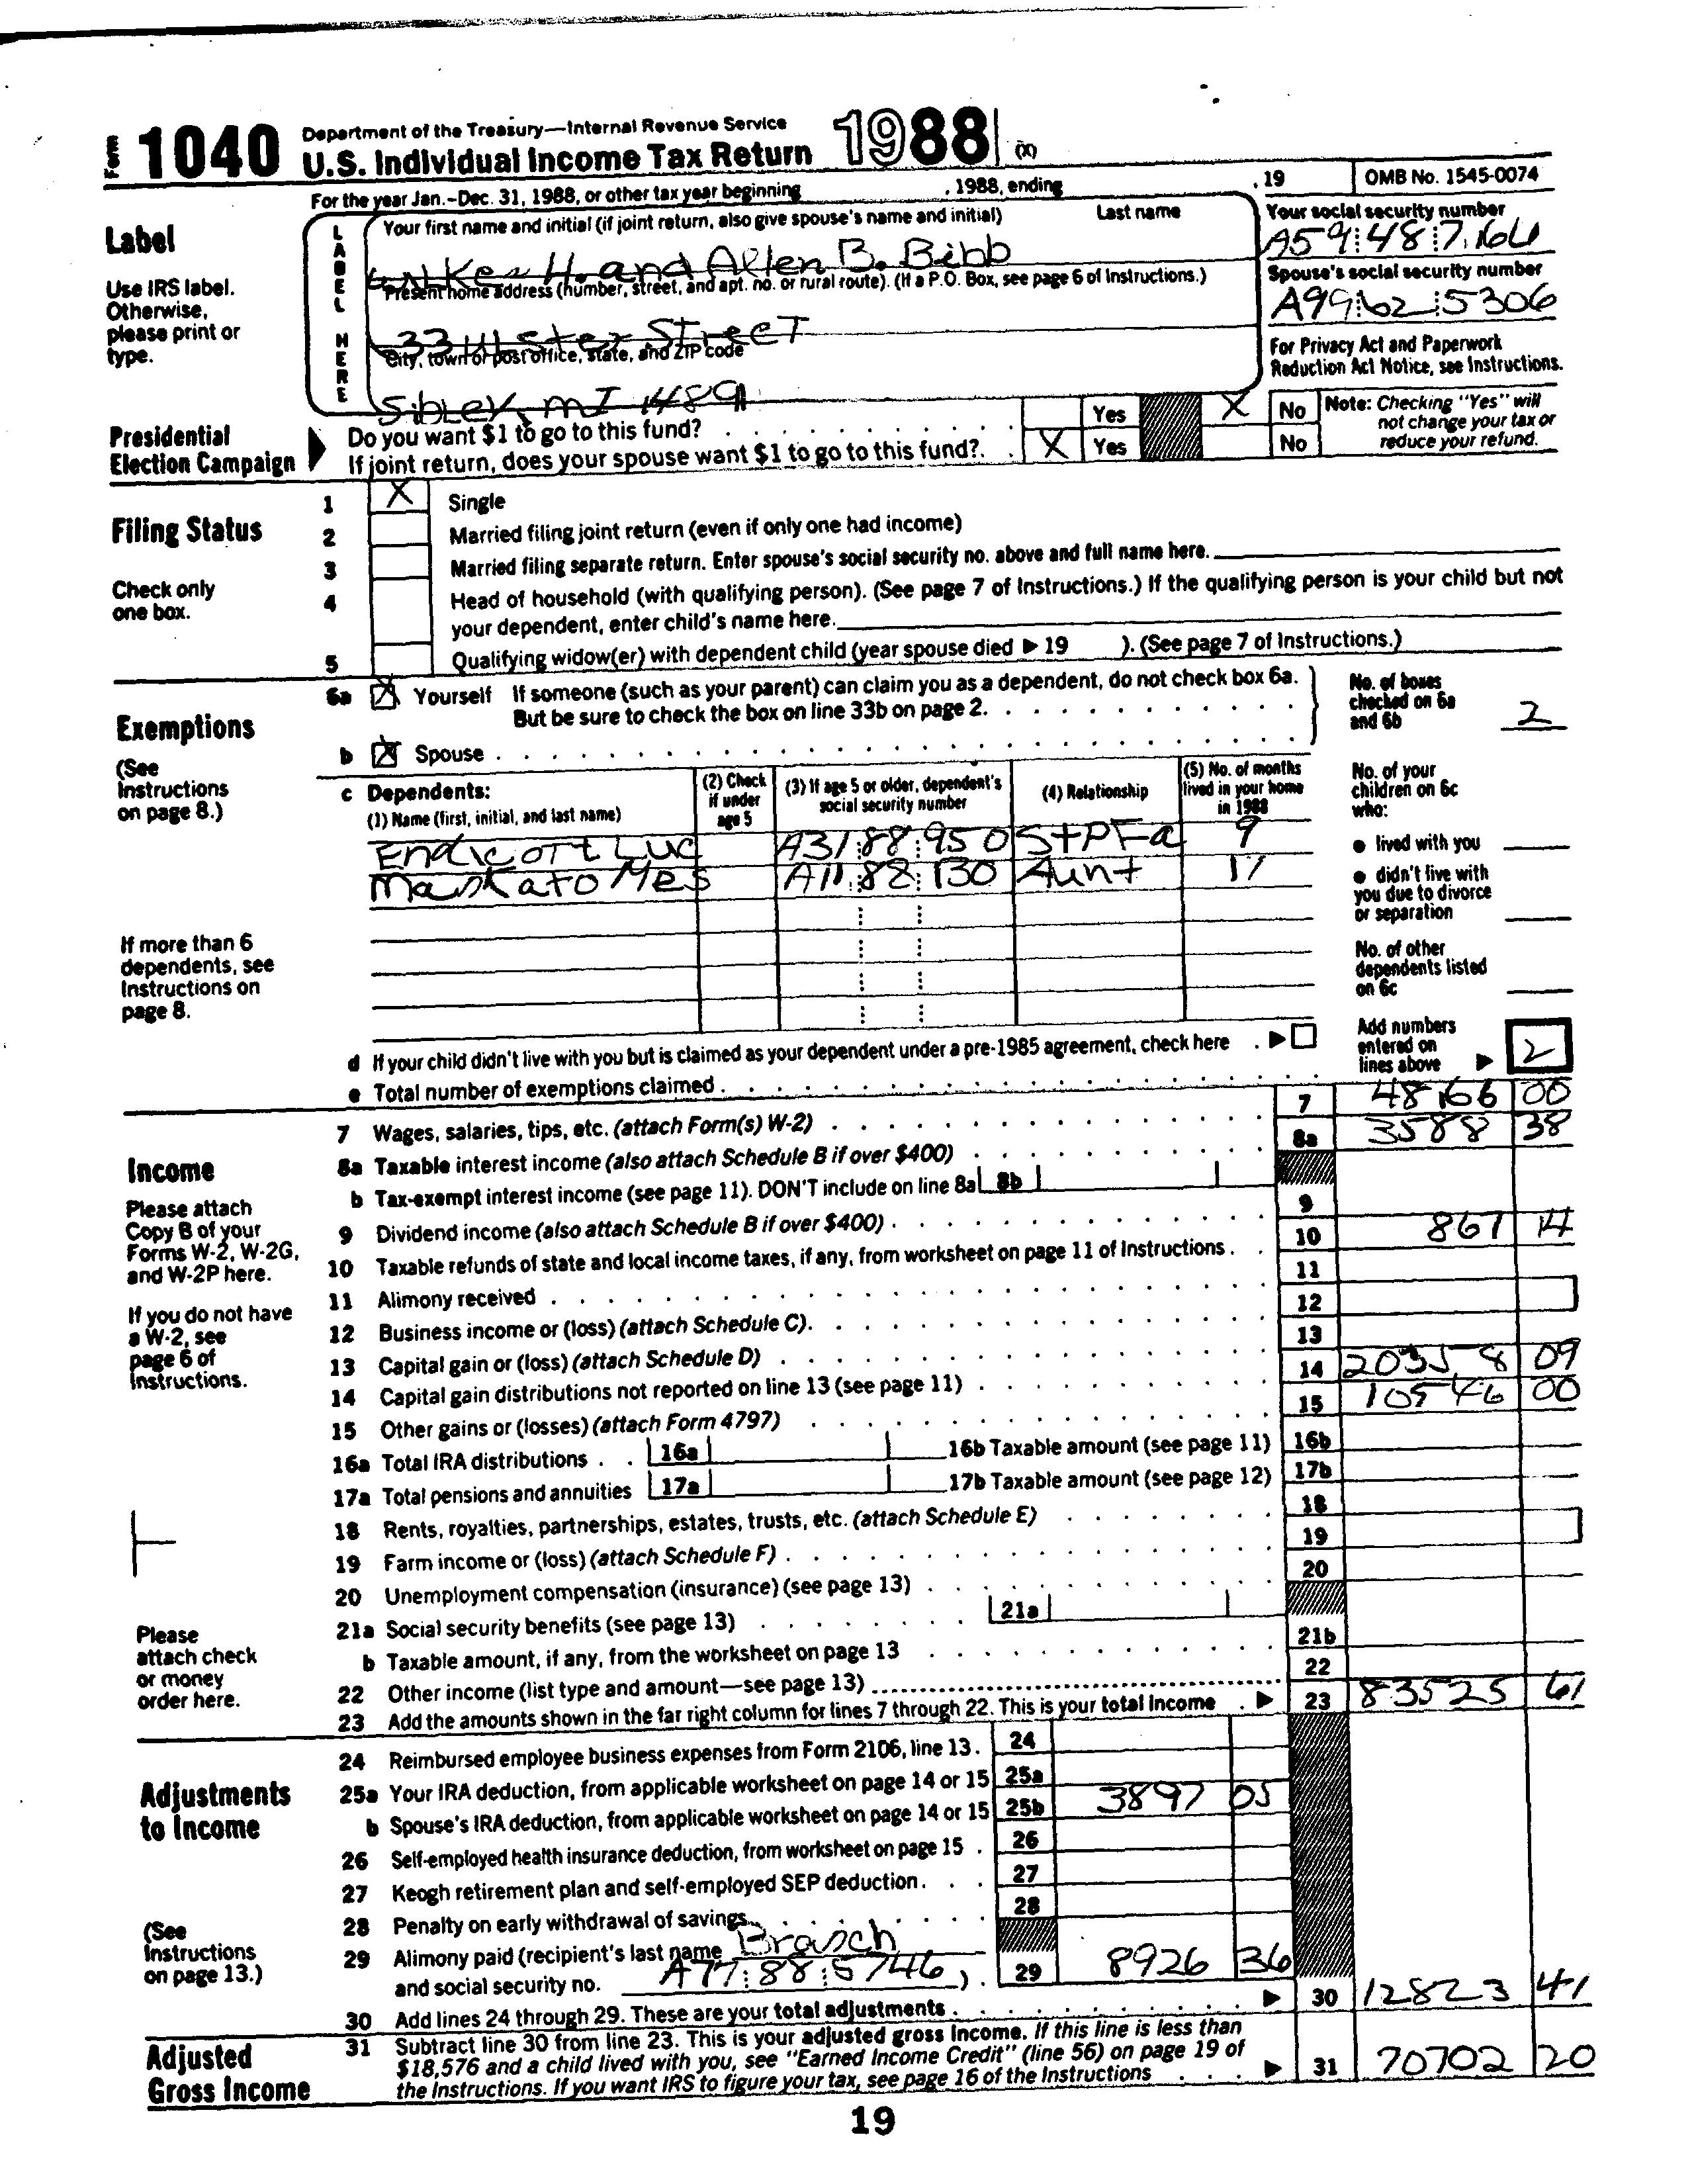 Form 1040 Department of the Treasury—Internal Revenue Service
U.S. Individual Income Tax Return 1988 (X)
For the year Jan.–Dec. 31, 1988, or other tax year beginning , 1988, ending , 19 OMB No. 1545-0074
Label
Use IRS label. Otherwise, please print or type.
LABEL HERE
Your first name and initial (if joint return, also give spouse's name and initial) Last name
H. and Allen B. Bibb
Your social security number
A59 48 7164
Present home address (number, street, and apt. no. or rural route). (If a P.O. Box, see page 6 of Instructions.)
33 Ulster Street
Spouse's social security number
A99 62 5306
City, town or post office, state, and ZIP code
Sibley, MI 489
For Privacy Act and Paperwork Reduction Act Notice, see Instructions.
Presidential Election Campaign
Do you want $1 to go to this fund? Yes X No
If joint return, does your spouse want $1 to go to this fund?. X Yes No
Note: Checking "Yes" will not change your tax or reduce your refund.
Filing Status
Check only one box.
1 X Single
2 Married filing joint return (even if only one had income)
3 Married filing separate return. Enter spouse's social security no. above and full name here.
4 Head of household (with qualifying person). (See page 7 of Instructions.) If the qualifying person is your child but not
your dependent, enter child's name here.
5 Qualifying widow(er) with dependent child (year spouse died ▶ 19 ). (See page 7 of Instructions.)
Exemptions
(See Instructions on page 8.)
6a X Yourself If someone (such as your parent) can claim you as a dependent, do not check box 6a.
But be sure to check the box on line 33b on page 2.
b X Spouse
No. of boxes checked on 6a and 6b 2
c Dependents:
(1) Name (first, initial, and last name)
(2) Check if under age 5
(3) If age 5 or older, dependent's social security number
(4) Relationship
(5) No. of months lived in your home in 1988
Endicott Luc A31 88 950 StPFa 9
Mankato Mes A11 88 130 Aunt 11
No. of your children on 6c who:
● lived with you
● didn't live with you due to divorce or separation
No. of other dependents listed on 6c
If more than 6 dependents, see Instructions on page 8.
d If your child didn't live with you but is claimed as your dependent under a pre-1985 agreement, check here ▶
e Total number of exemptions claimed
Add numbers entered on lines above ▶ 2
Income
Please attach Copy B of your Forms W-2, W-2G, and W-2P here.
If you do not have a W-2, see page 6 of Instructions.
Please attach check or money order here.
7 Wages, salaries, tips, etc. (attach Form(s) W-2) 7 48166 00
8a Taxable interest income (also attach Schedule B if over $400) 8a 3588 38
b Tax-exempt interest income (see page 11). DON'T include on line 8a 8b
9 Dividend income (also attach Schedule B if over $400) 9
10 Taxable refunds of state and local income taxes, if any, from worksheet on page 11 of Instructions 10 867 14
11 Alimony received 11
12 Business income or (loss) (attach Schedule C). 12
13 Capital gain or (loss) (attach Schedule D) 13
14 Capital gain distributions not reported on line 13 (see page 11) 14 20358 09
15 Other gains or (losses) (attach Form 4797) 15 10546 00
16a Total IRA distributions 16a 16b Taxable amount (see page 11) 16b
17a Total pensions and annuities 17a 17b Taxable amount (see page 12) 17b
18 Rents, royalties, partnerships, estates, trusts, etc. (attach Schedule E) 18
19 Farm income or (loss) (attach Schedule F) 19
20 Unemployment compensation (insurance) (see page 13) 20
21a Social security benefits (see page 13) 21a
b Taxable amount, if any, from the worksheet on page 13 21b
22 Other income (list type and amount—see page 13) 22
23 Add the amounts shown in the far right column for lines 7 through 22. This is your total income ▶ 23 83525 61
Adjustments to Income
(See Instructions on page 13.)
24 Reimbursed employee business expenses from Form 2106, line 13. 24
25a Your IRA deduction, from applicable worksheet on page 14 or 15 25a
b Spouse's IRA deduction, from applicable worksheet on page 14 or 15 25b 3897 05
26 Self-employed health insurance deduction, from worksheet on page 15 26
27 Keogh retirement plan and self-employed SEP deduction 27
28 Penalty on early withdrawal of savings 28
29 Alimony paid (recipient's last name Brasch
and social security no. A77 88 5746 ). 29 8926 36
30 Add lines 24 through 29. These are your total adjustments ▶ 30 12823 41
Adjusted Gross Income
31 Subtract line 30 from line 23. This is your adjusted gross income. If this line is less than
$18,576 and a child lived with you, see "Earned Income Credit" (line 56) on page 19 of
the Instructions. If you want IRS to figure your tax, see page 16 of the Instructions ▶ 31 70702 20
19